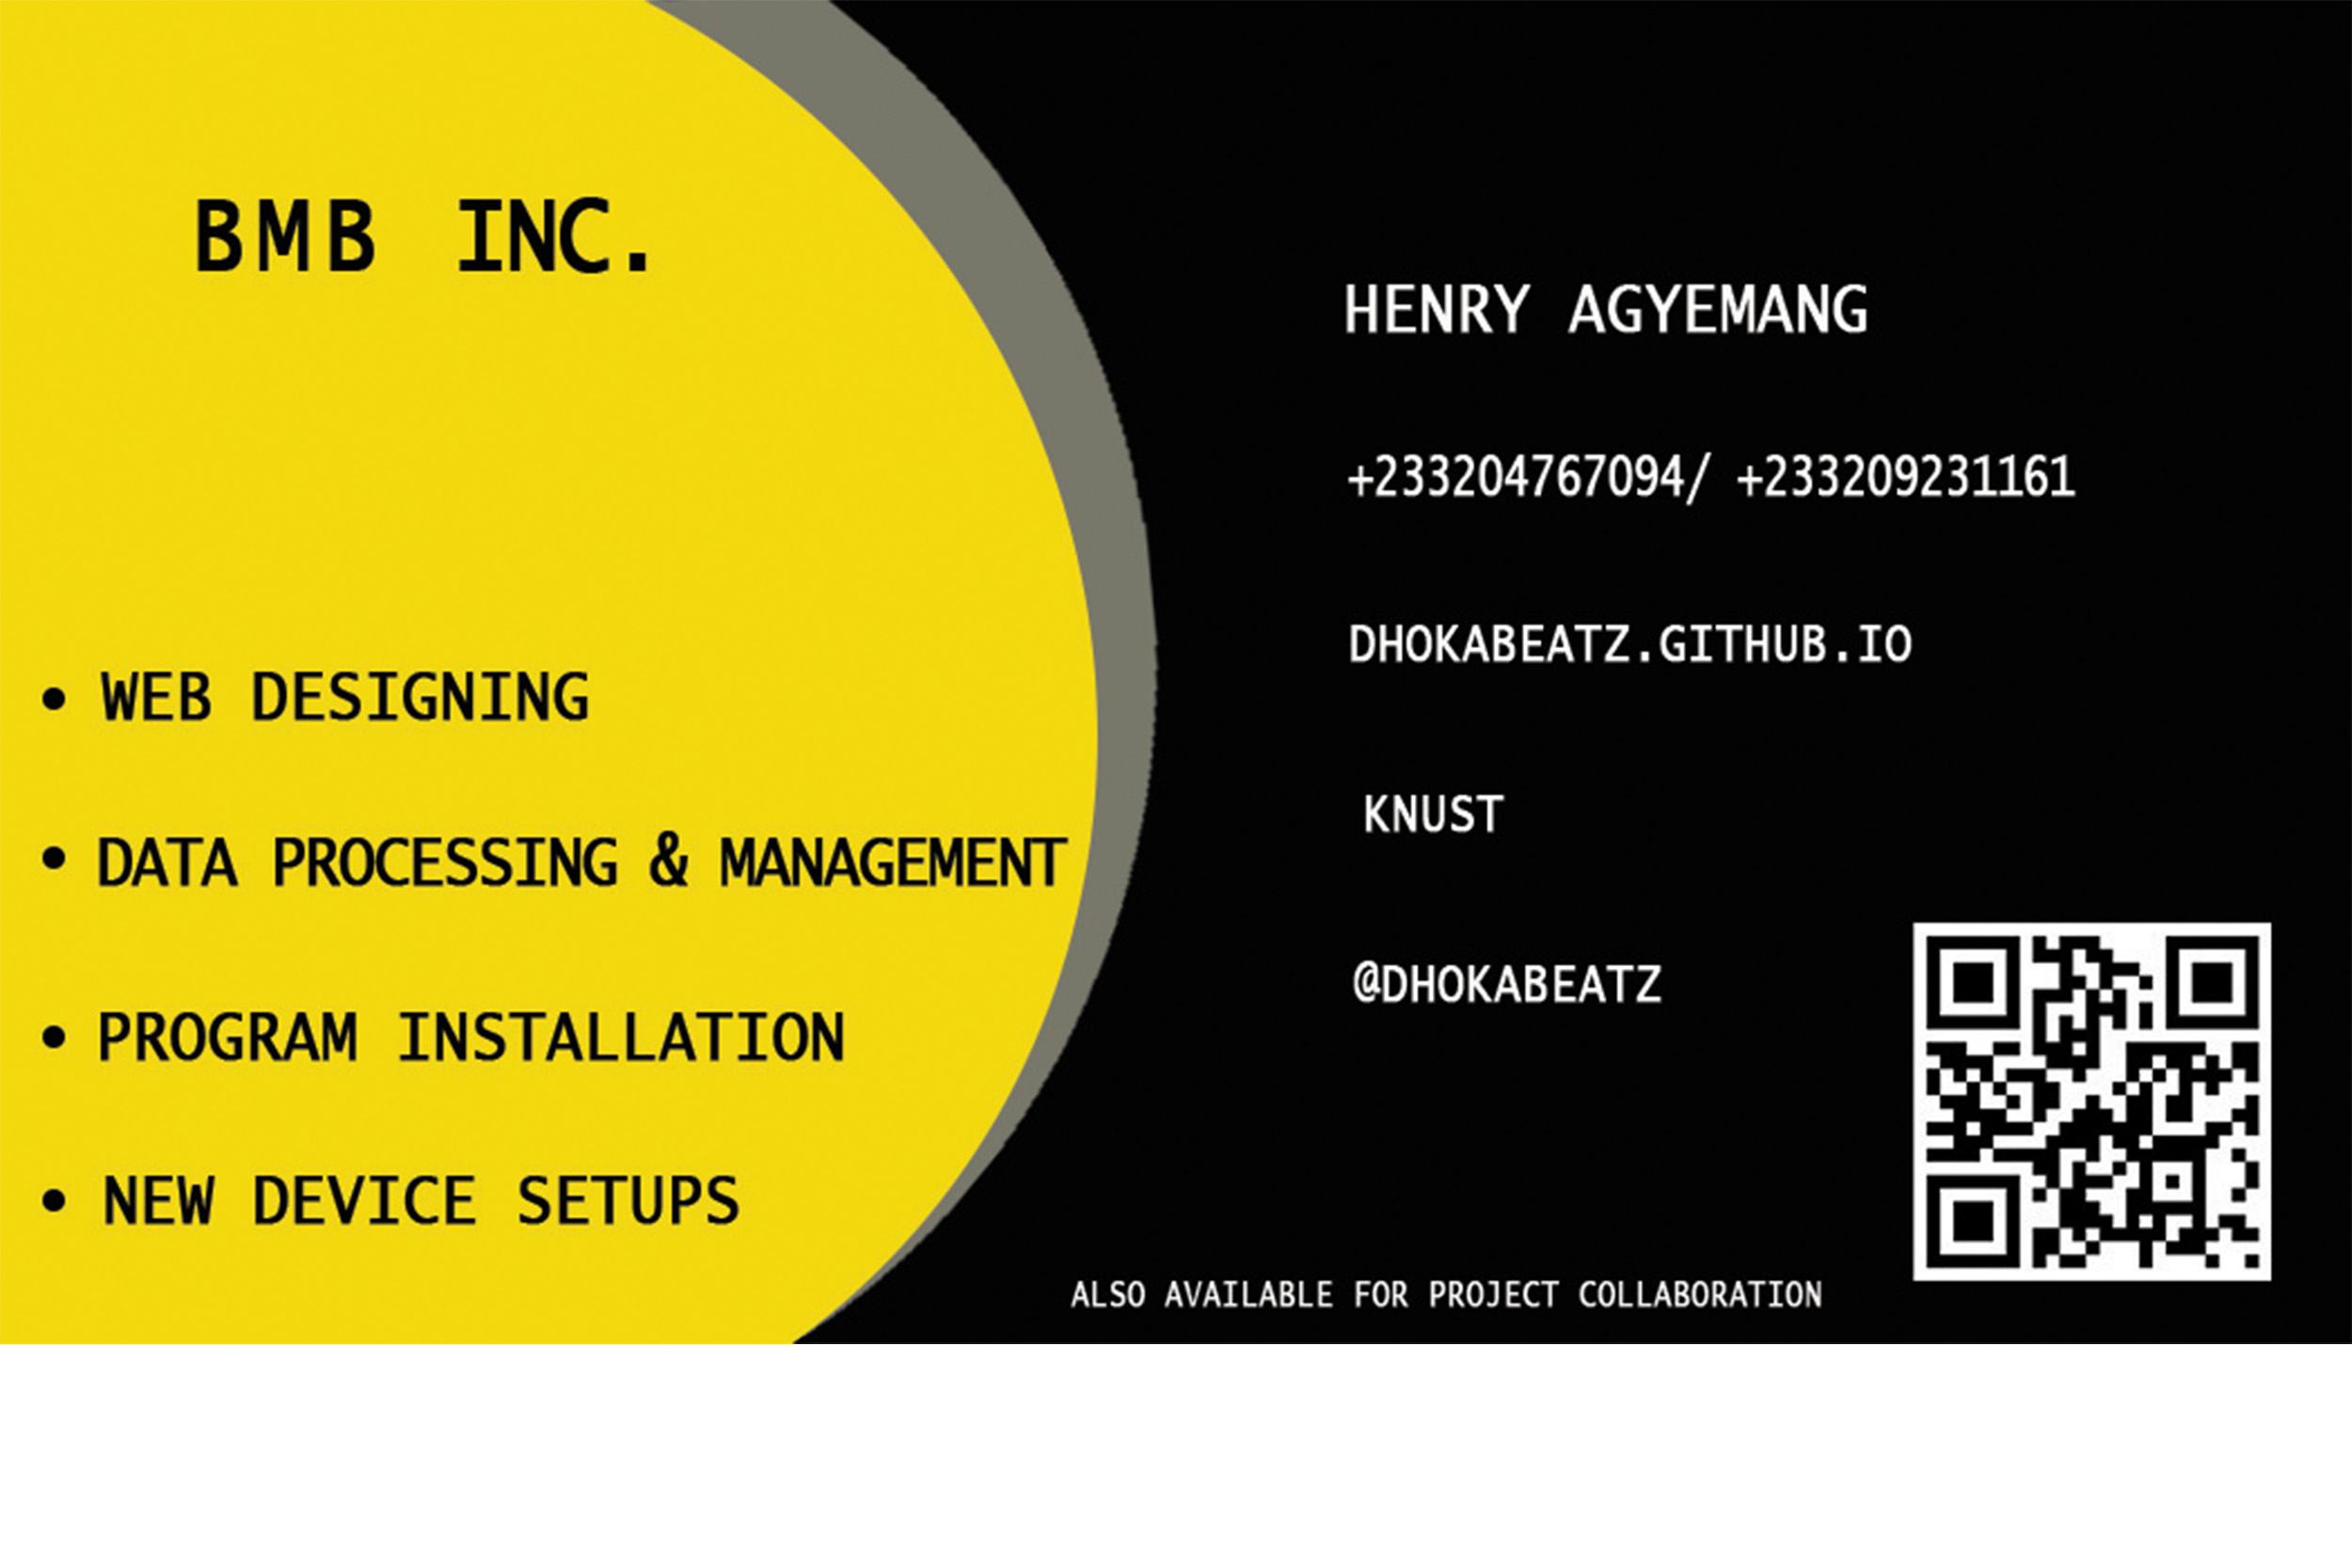 BMB INC.
• WEB DESIGNING
• DATA PROCESSING & MANAGEMENT
• PROGRAM INSTALLATION
• NEW DEVICE SETUPS
HENRY AGYEMANG
+233204767094/ +233209231161
DHOKABEATZ.GITHUB.IO
KNUST
@DHOKABEATZ
ALSO AVAILABLE FOR PROJECT COLLABORATION